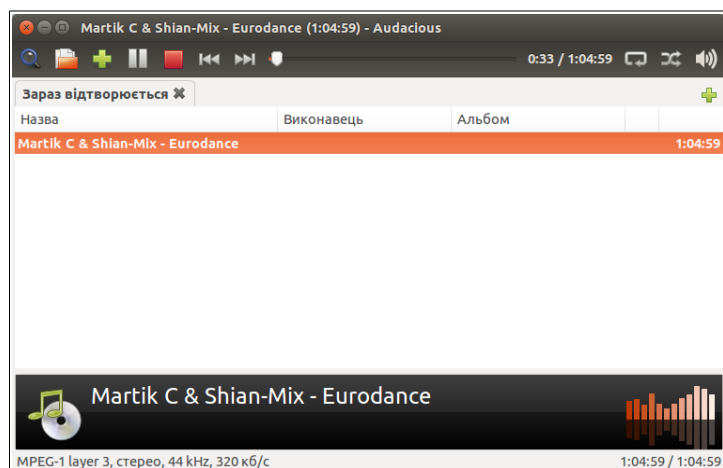 Martik C & Shian-Mix - Eurodance (1:04:59) - Audacious
0:33 / 1:04:59
Зараз відтворюється
Назва Виконавець Альбом
Martik C & Shian-Mix - Eurodance 1:04:59
Martik C & Shian-Mix - Eurodance
MPEG-1 layer 3, стерео, 44 kHz, 320 кб/с 1:04:59 / 1:04:59